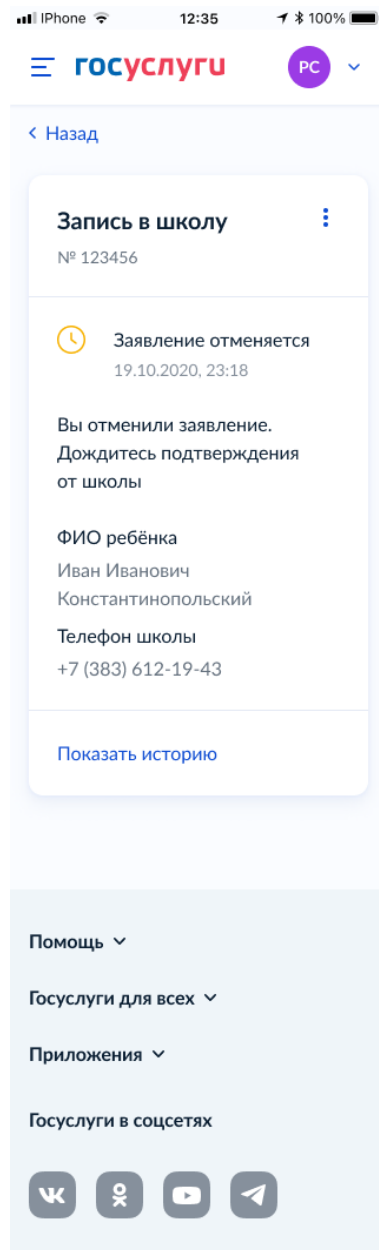 IPhone 12:35 100%
госуслуги РС
Назад
Запись в школу
№ 123456
Заявление отменяется
19.10.2020, 23:18
Вы отменили заявление.
Дождитесь подтверждения
от школы
ФИО ребёнка
Иван Иванович
Константинопольский
Телефон школы
+7 (383) 612-19-43
Показать историю
Помощь
Госуслуги для всех
Приложения
Госуслуги в соцсетях